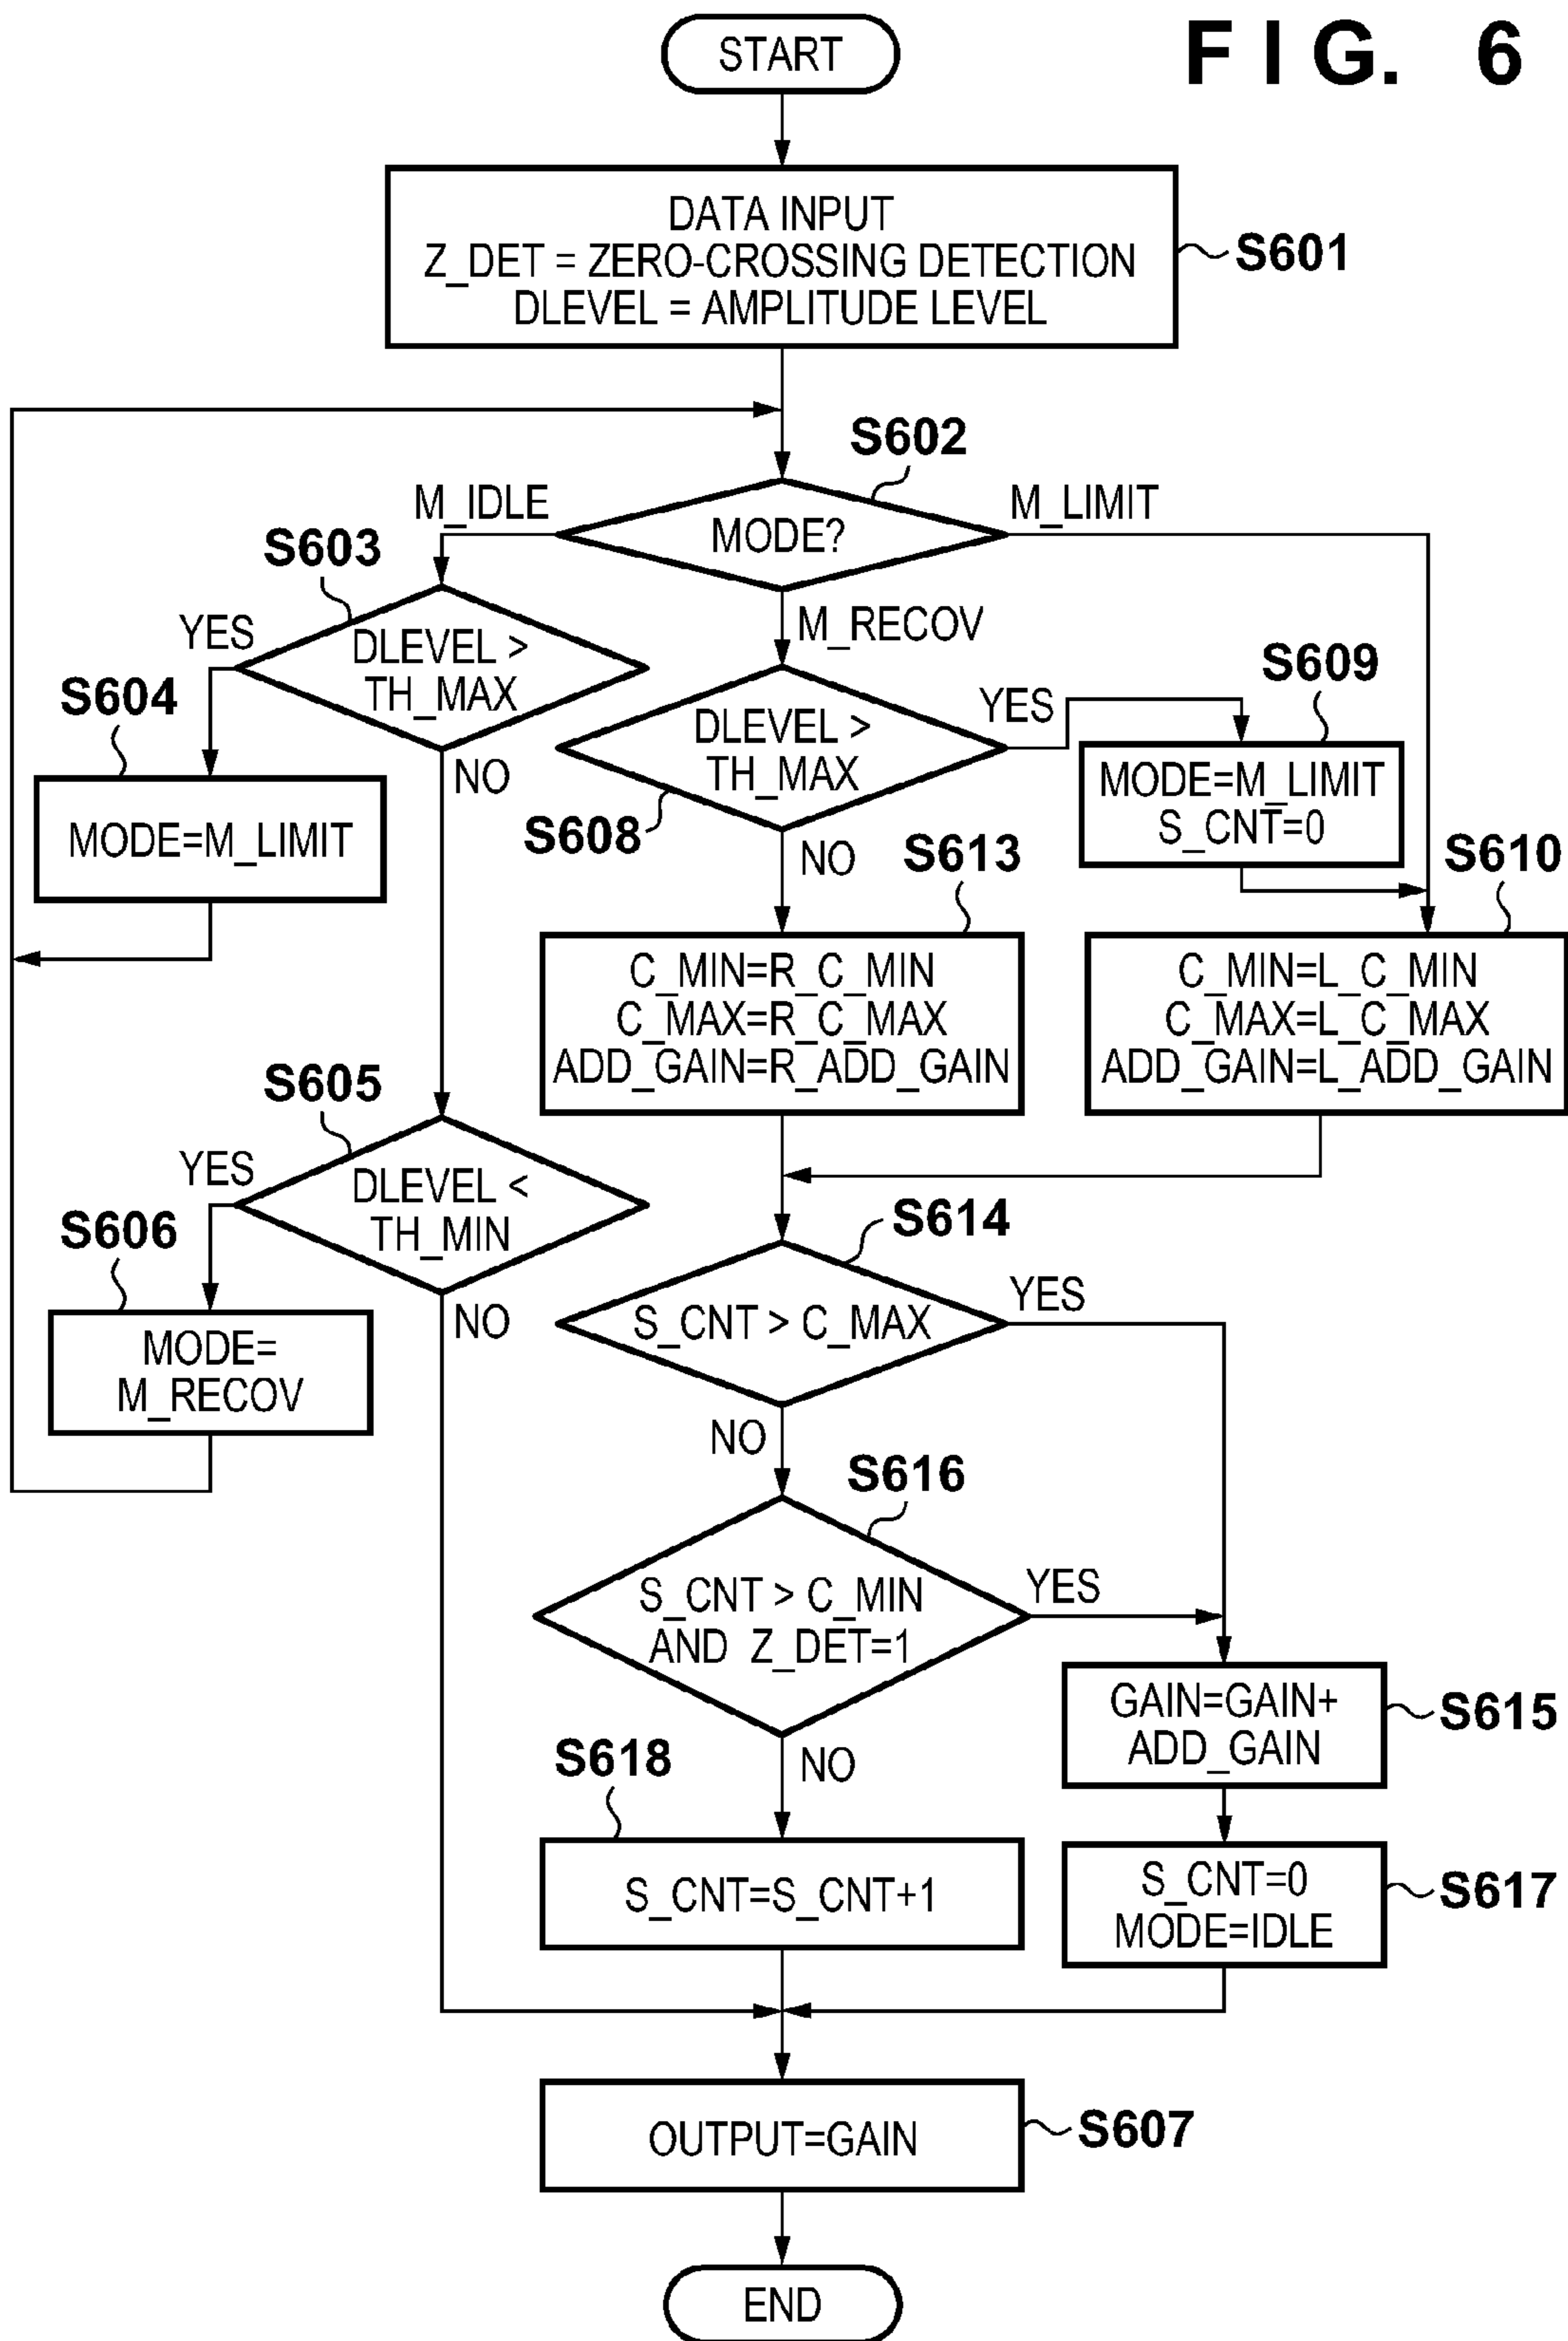 FIG. 6
START
DATA INPUT
Z_DET = ZERO-CROSSING DETECTION
DLEVEL = AMPLITUDE LEVEL
S601
S602
M_IDLE
MODE?
M_LIMIT
M_RECOV
S603
YES
DLEVEL >
TH_MAX
NO
S604
MODE=M_LIMIT
DLEVEL >
TH_MAX
YES
S608
NO
S609
MODE=M_LIMIT
S_CNT=0
S613
C_MIN=R_C_MIN
C_MAX=R_C_MAX
ADD_GAIN=R_ADD_GAIN
S610
C_MIN=L_C_MIN
C_MAX=L_C_MAX
ADD_GAIN=L_ADD_GAIN
S605
YES
DLEVEL <
TH_MIN
NO
S606
MODE=
M_RECOV
S614
S_CNT > C_MAX
YES
NO
S616
S_CNT > C_MIN
AND Z_DET=1
YES
NO
GAIN=GAIN+
ADD_GAIN
S615
S618
S_CNT=S_CNT+1
S_CNT=0
MODE=IDLE
S617
OUTPUT=GAIN
S607
END